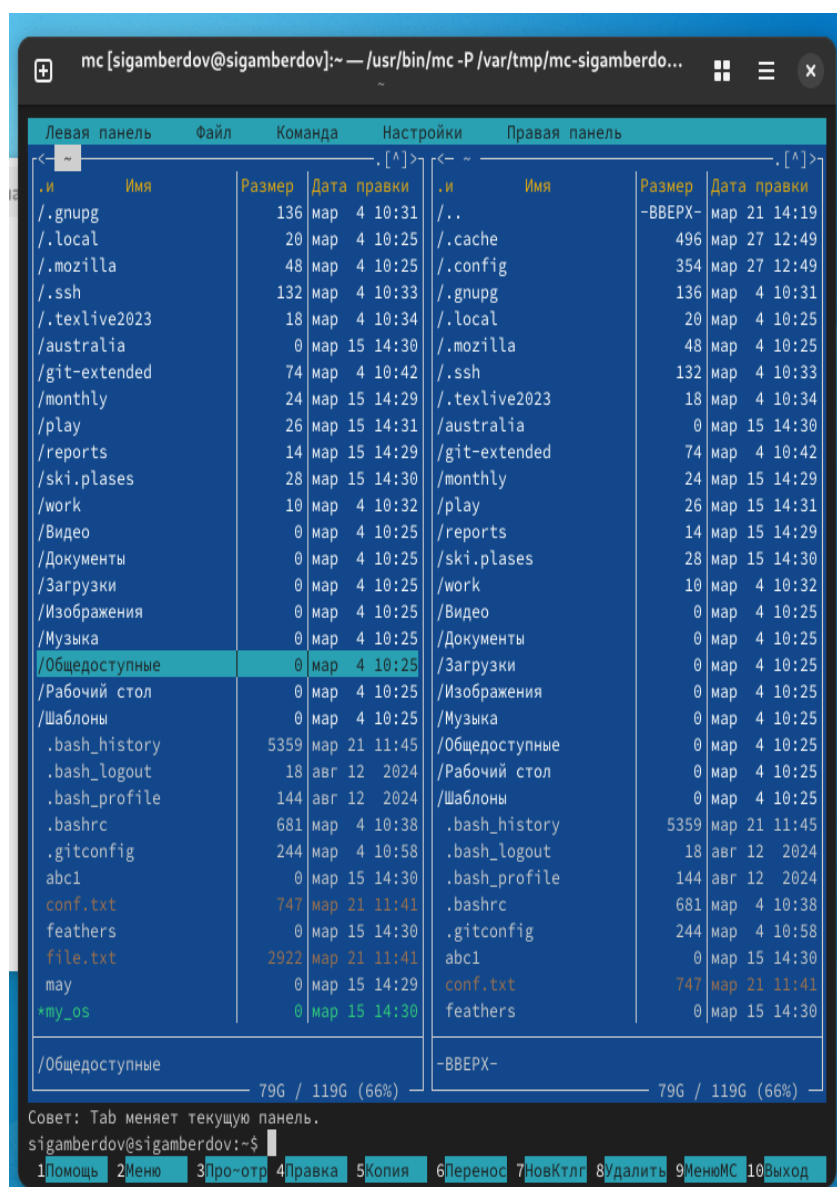 mc [sigamberdov@sigamberdov]:~ — /usr/bin/mc -P /var/tmp/mc-sigamberdo...
~
Левая панель Файл Команда Настройки Правая панель
<— ~ .[^]>
.и Имя Размер Дата правки
/.gnupg 136 мар 4 10:31
/.local 20 мар 4 10:25
/.mozilla 48 мар 4 10:25
/.ssh 132 мар 4 10:33
/.texlive2023 18 мар 4 10:34
/australia 0 мар 15 14:30
/git-extended 74 мар 4 10:42
/monthly 24 мар 15 14:29
/play 26 мар 15 14:31
/reports 14 мар 15 14:29
/ski.plases 28 мар 15 14:30
/work 10 мар 4 10:32
/Видео 0 мар 4 10:25
/Документы 0 мар 4 10:25
/Загрузки 0 мар 4 10:25
/Изображения 0 мар 4 10:25
/Музыка 0 мар 4 10:25
/Общедоступные 0 мар 4 10:25
/Рабочий стол 0 мар 4 10:25
/Шаблоны 0 мар 4 10:25
.bash_history 5359 мар 21 11:45
.bash_logout 18 авг 12 2024
.bash_profile 144 авг 12 2024
.bashrc 681 мар 4 10:38
.gitconfig 244 мар 4 10:58
abc1 0 мар 15 14:30
conf.txt 747 мар 21 11:41
feathers 0 мар 15 14:30
file.txt 2922 мар 21 11:41
may 0 мар 15 14:29
*my_os 0 мар 15 14:30
/Общедоступные
79G / 119G (66%)
<— ~ .[^]>
.и Имя Размер Дата правки
/.. -ВВЕРХ- мар 21 14:19
/.cache 496 мар 27 12:49
/.config 354 мар 27 12:49
/.gnupg 136 мар 4 10:31
/.local 20 мар 4 10:25
/.mozilla 48 мар 4 10:25
/.ssh 132 мар 4 10:33
/.texlive2023 18 мар 4 10:34
/australia 0 мар 15 14:30
/git-extended 74 мар 4 10:42
/monthly 24 мар 15 14:29
/play 26 мар 15 14:31
/reports 14 мар 15 14:29
/ski.plases 28 мар 15 14:30
/work 10 мар 4 10:32
/Видео 0 мар 4 10:25
/Документы 0 мар 4 10:25
/Загрузки 0 мар 4 10:25
/Изображения 0 мар 4 10:25
/Музыка 0 мар 4 10:25
/Общедоступные 0 мар 4 10:25
/Рабочий стол 0 мар 4 10:25
/Шаблоны 0 мар 4 10:25
.bash_history 5359 мар 21 11:45
.bash_logout 18 авг 12 2024
.bash_profile 144 авг 12 2024
.bashrc 681 мар 4 10:38
.gitconfig 244 мар 4 10:58
abc1 0 мар 15 14:30
conf.txt 747 мар 21 11:41
feathers 0 мар 15 14:30
-ВВЕРХ-
79G / 119G (66%)
Совет: Tab меняет текущую панель.
sigamberdov@sigamberdov:~$
1Помощь 2Меню 3Про~отр 4Правка 5Копия 6Перенос 7НовКтлг 8Удалить 9МенюМС 10Выход